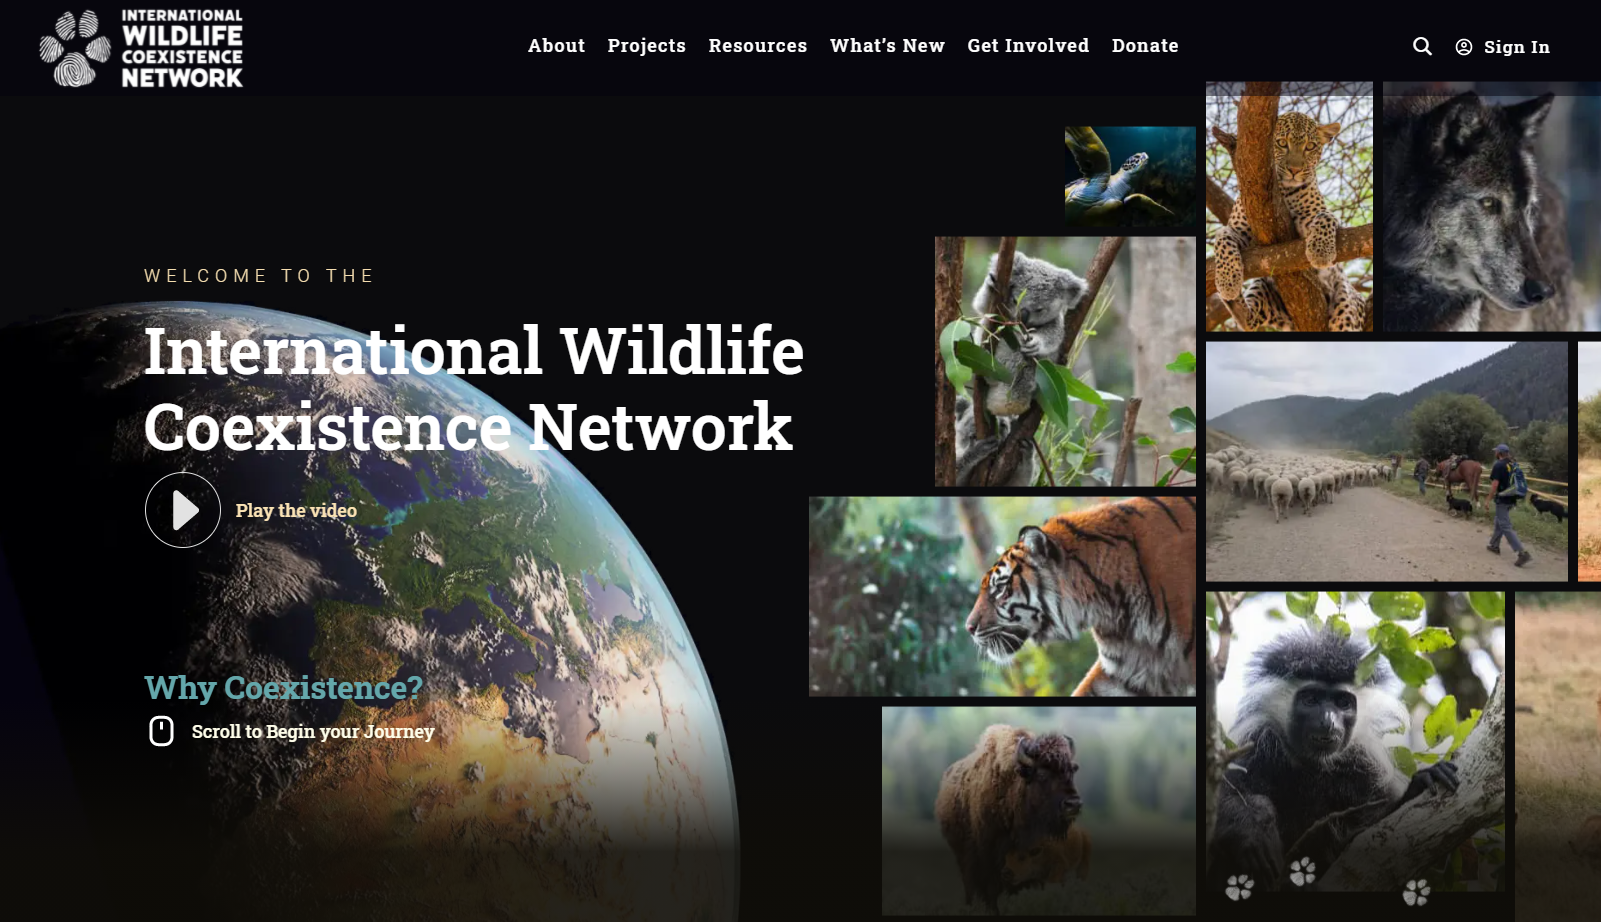 INTERNATIONAL
WILDLIFE
COEXISTENCE
NETWORK
About Projects Resources What's New Get Involved Donate
Sign In
WELCOME TO THE
International Wildlife
Coexistence Network
Play the video
Why Coexistence?
Scroll to Begin your Journey